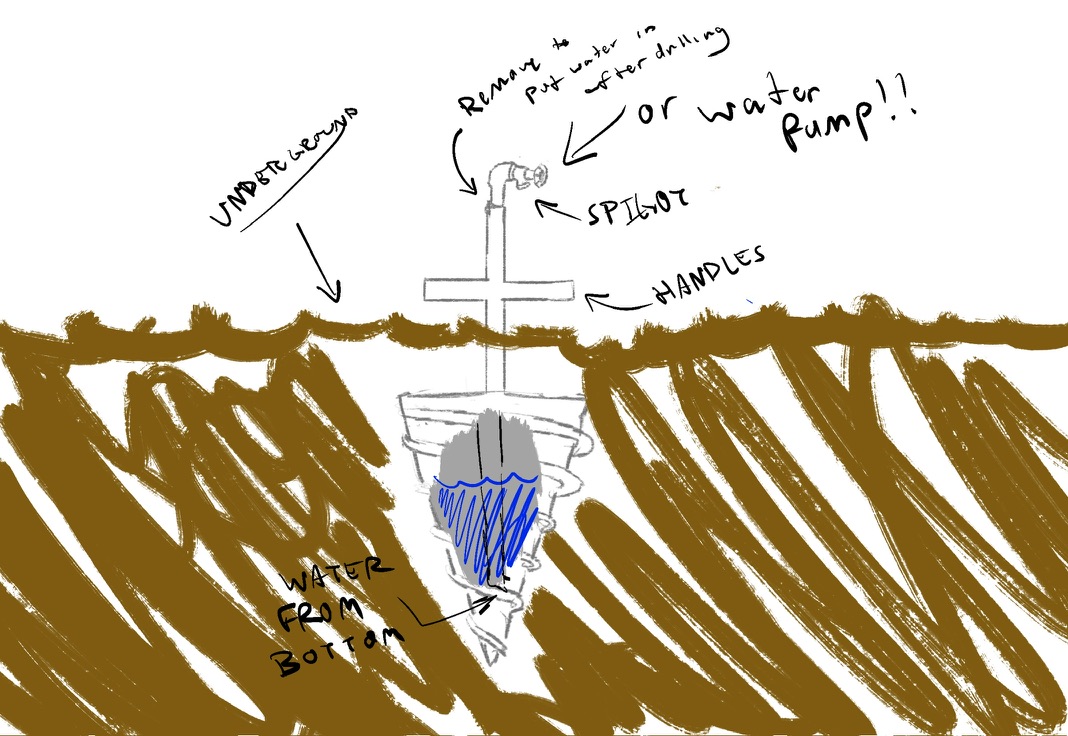 Remove to
put water in
after drilling
or water
pump!!
UNDERGROUND
SPIGOT
HANDLES
WATER
FROM
BOTTOM